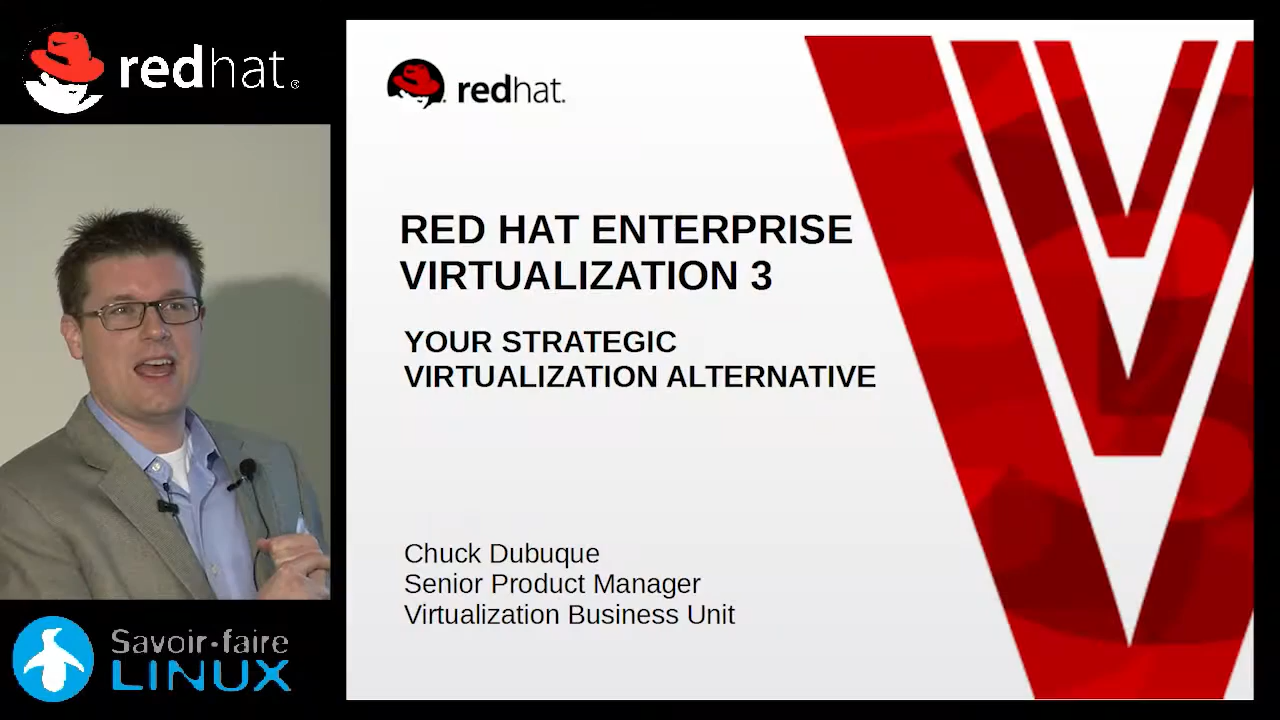 redhat.
redhat.
RED HAT ENTERPRISE
VIRTUALIZATION 3
YOUR STRATEGIC
VIRTUALIZATION ALTERNATIVE
Chuck Dubuque
Senior Product Manager
Virtualization Business Unit
Savoir-faire
LINUX